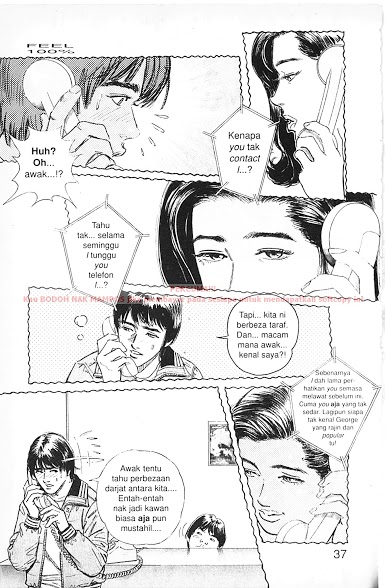 FEEL
100%
Huh?
Oh...
awak...!?
Kenapa
you tak
contact
I...?
Tahu
tak... selama
seminggu
I tunggu
you
telefon
I...?
Tapi... kita ni
berbeza taraf.
Dan... macam
mana awak...
kenal saya?!
Sebenarnya
I dah lama per-
hatikan you semasa
melawat sebelum ini.
Cuma you aja yang tak
sedar. Lagipun siapa
tak kenal George
yang rajin dan
popular
tu!
Awak tentu
tahu perbezaan
darjat antara kita....
Entah-entah
nak jadi kawan
biasa aja pun
mustahil....
37